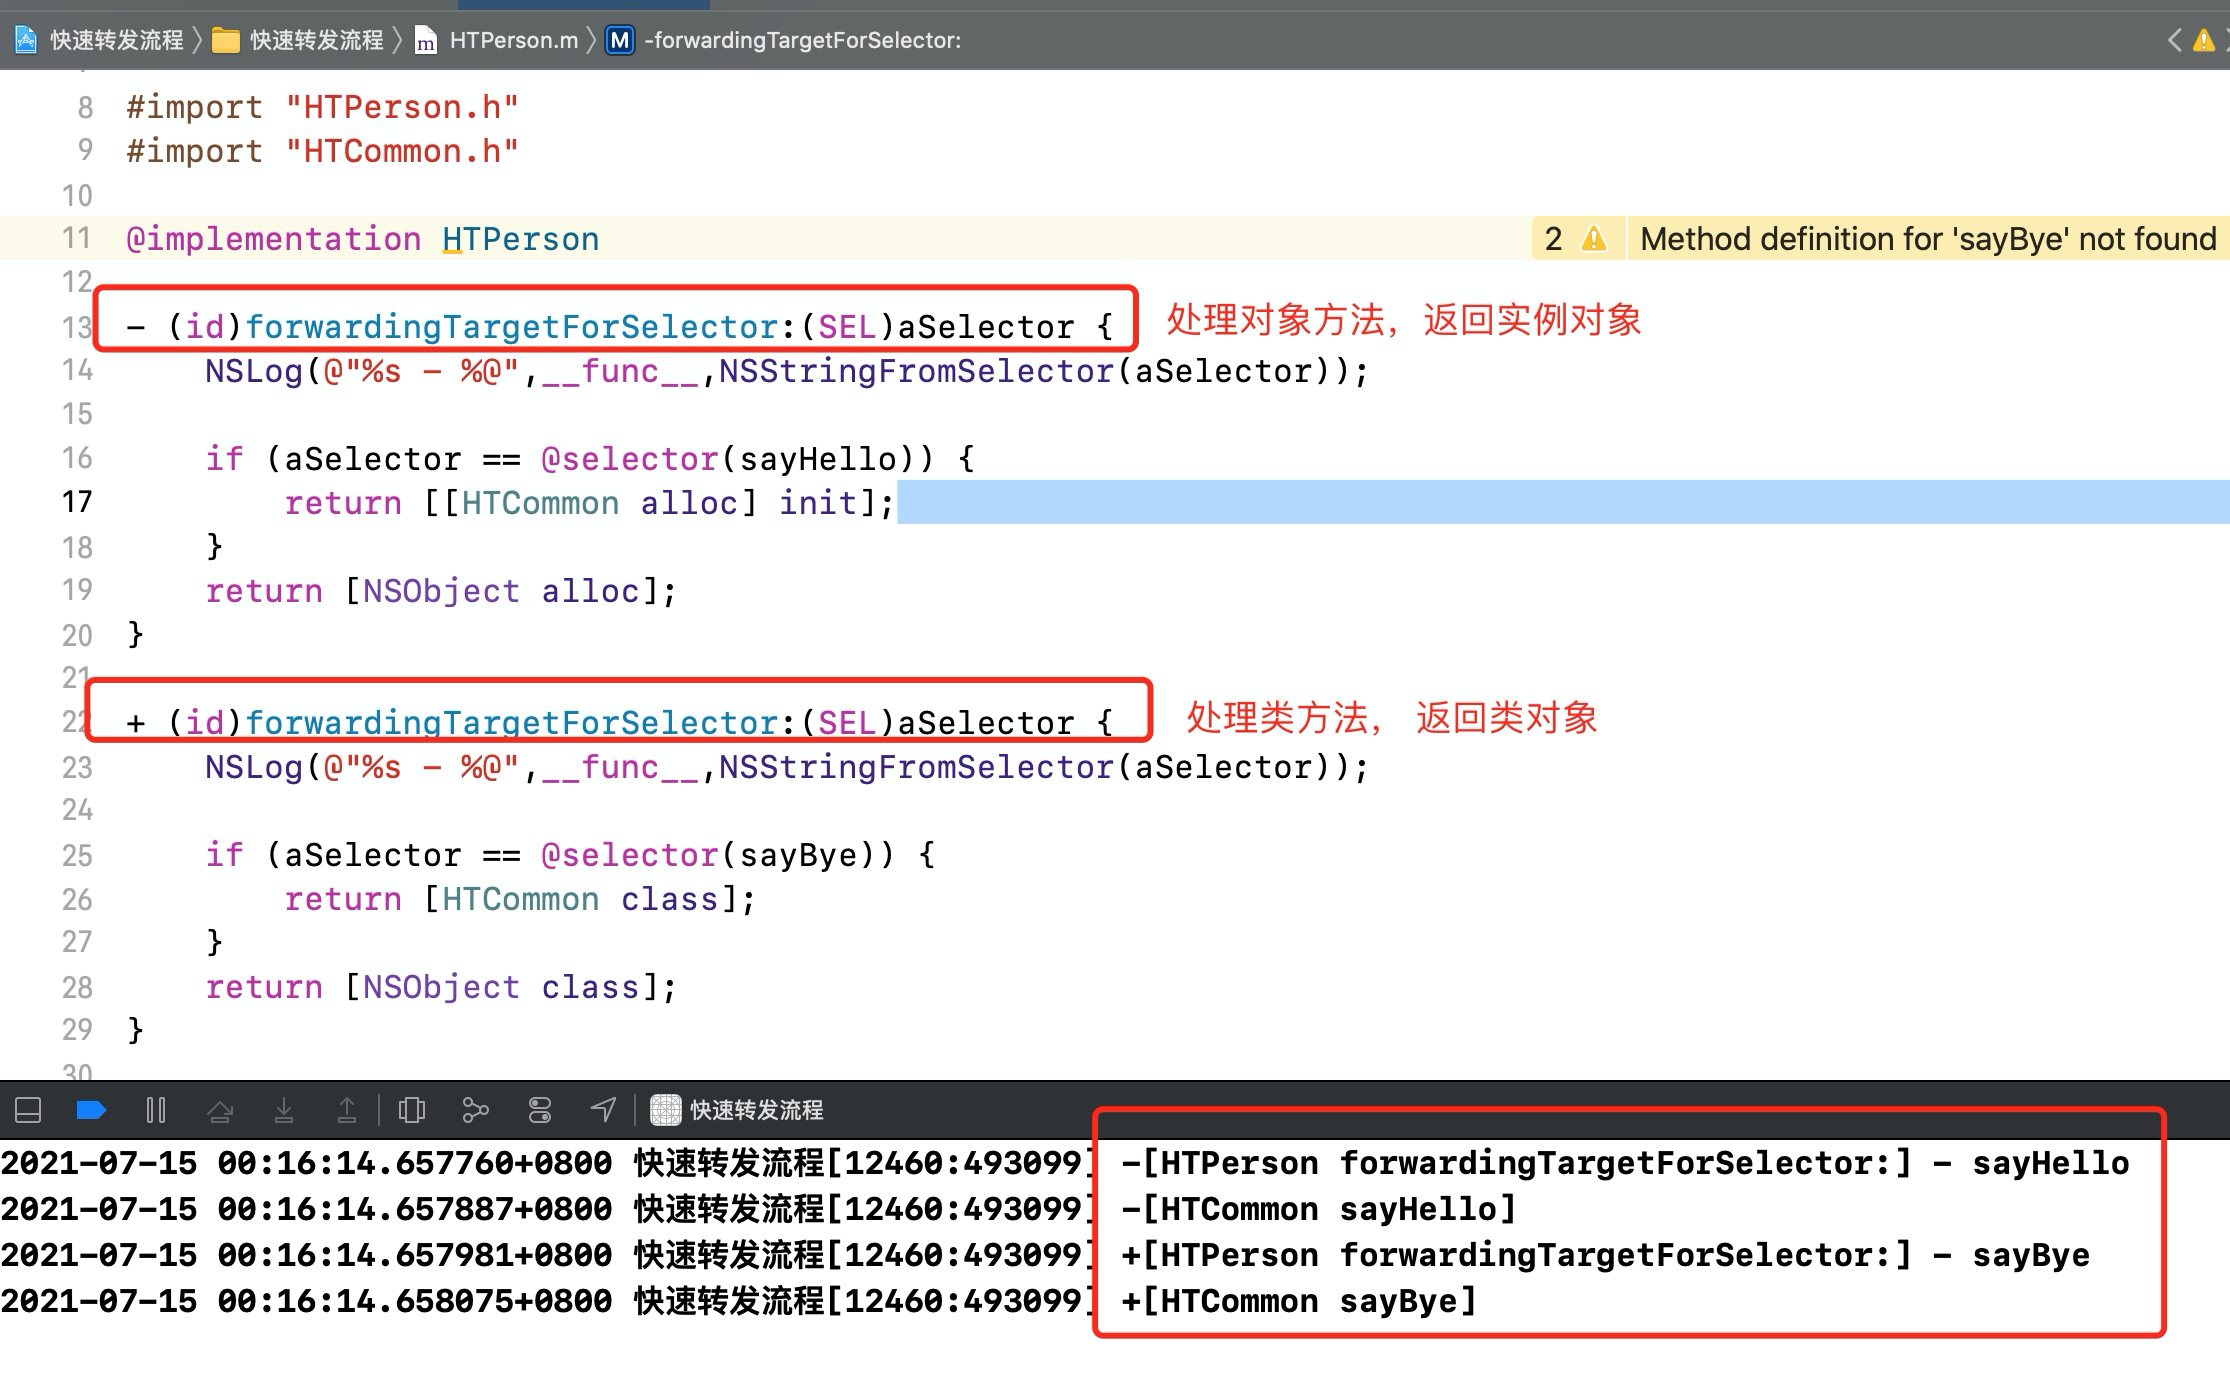 快速转发流程 快速转发流程 HTPerson.m -forwardingTargetForSelector:
8 #import "HTPerson.h"
9 #import "HTCommon.h"
10
11 @implementation HTPerson 2 Method definition for 'sayBye' not found
12
13 - (id)forwardingTargetForSelector:(SEL)aSelector { 处理对象方法，返回实例对象
14 NSLog(@"%s - %@",__func__,NSStringFromSelector(aSelector));
15
16 if (aSelector == @selector(sayHello)) {
17 return [[HTCommon alloc] init];
18 }
19 return [NSObject alloc];
20 }
21
22 + (id)forwardingTargetForSelector:(SEL)aSelector { 处理类方法， 返回类对象
23 NSLog(@"%s - %@",__func__,NSStringFromSelector(aSelector));
24
25 if (aSelector == @selector(sayBye)) {
26 return [HTCommon class];
27 }
28 return [NSObject class];
29 }
30
快速转发流程
2021-07-15 00:16:14.657760+0800 快速转发流程[12460:493099] -[HTPerson forwardingTargetForSelector:] - sayHello
2021-07-15 00:16:14.657887+0800 快速转发流程[12460:493099] -[HTCommon sayHello]
2021-07-15 00:16:14.657981+0800 快速转发流程[12460:493099] +[HTPerson forwardingTargetForSelector:] - sayBye
2021-07-15 00:16:14.658075+0800 快速转发流程[12460:493099] +[HTCommon sayBye]